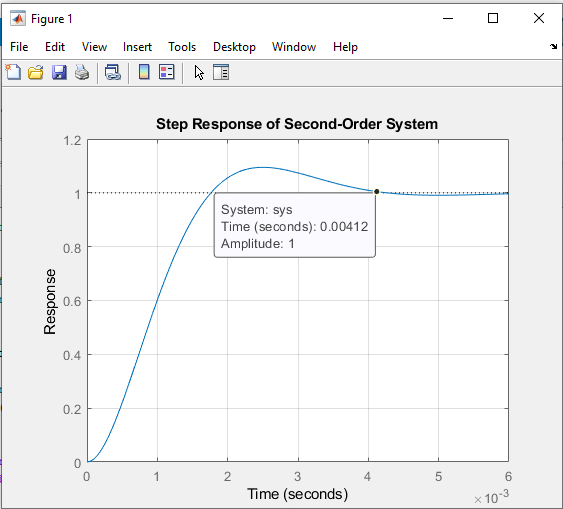 Figure 1
File Edit View Insert Tools Desktop Window Help
Step Response of Second-Order System
1.2
1
0.8
0.6
0.4
0.2
0
Response
System: sys
Time (seconds): 0.00412
Amplitude: 1
0 1 2 3 4 5 6
Time (seconds)
×10⁻³